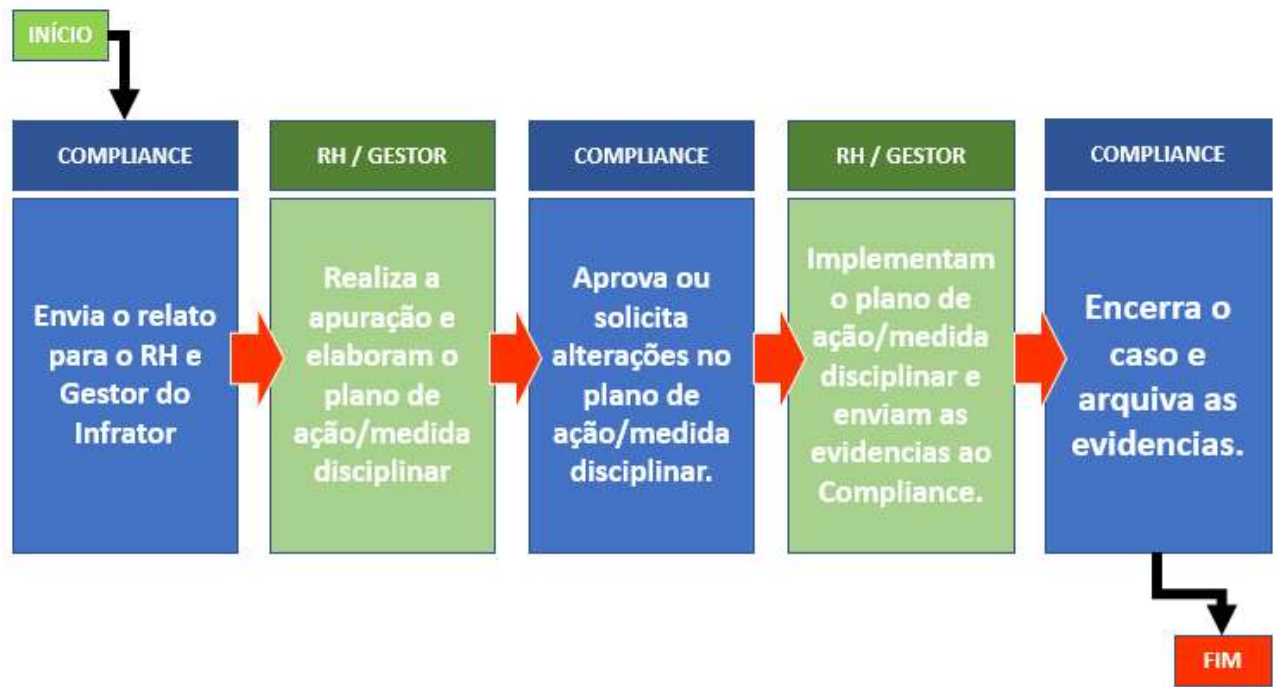 INÍCIO
COMPLIANCE
Envia o relato
para o RH e
Gestor do
Infrator
RH / GESTOR
Realiza a
apuração e
elaboram o
plano de
ação/medida
disciplinar
COMPLIANCE
Aprova ou
solicita
alterações no
plano de
ação/medida
disciplinar.
RH / GESTOR
Implementam
o plano de
ação/medida
disciplinar e
enviam as
evidencias ao
Compliance.
COMPLIANCE
Encerra o
caso e
arquiva as
evidencias.
FIM